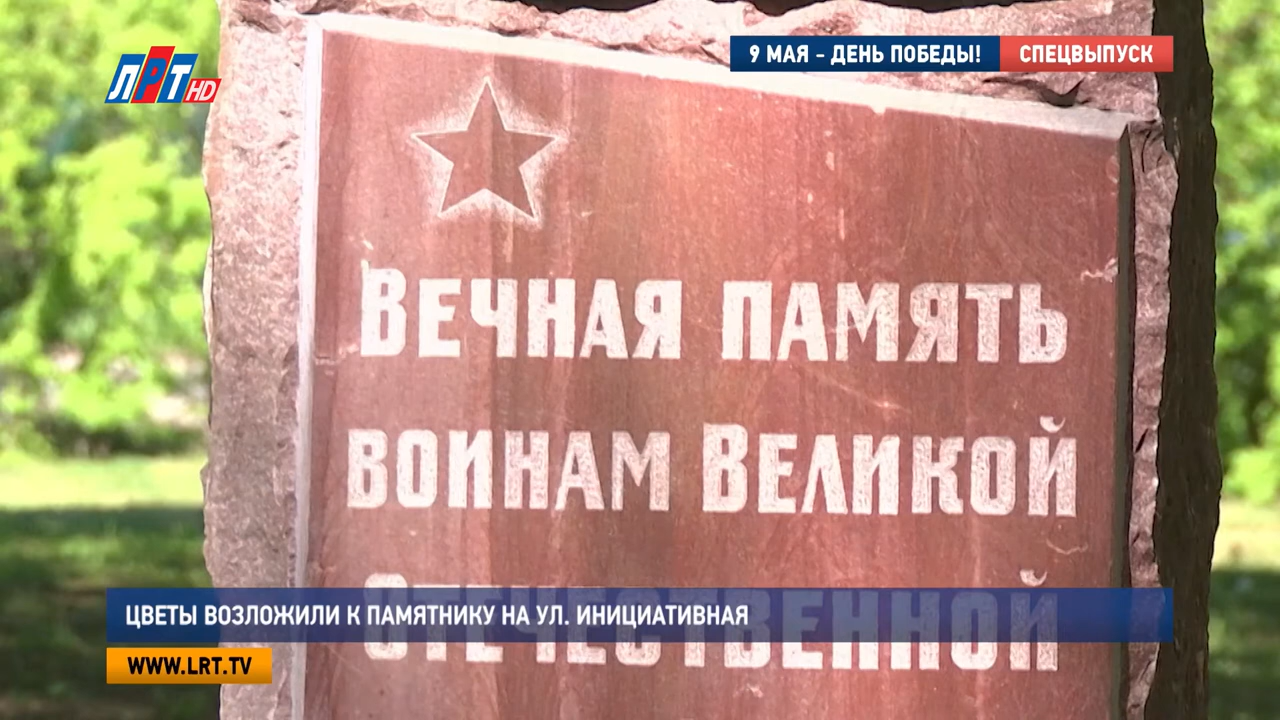 ЛРТ HD
9 МАЯ - ДЕНЬ ПОБЕДЫ! СПЕЦВЫПУСК
ВЕЧНАЯ ПАМЯТЬ
ВОИНАМ ВЕЛИКОЙ
ОТЕЧЕСТВЕННОЙ
ЦВЕТЫ ВОЗЛОЖИЛИ К ПАМЯТНИКУ НА УЛ. ИНИЦИАТИВНАЯ
WWW.LRT.TV